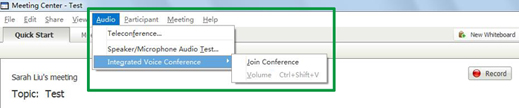 Meeting Center - Test
File Edit Share View Audio Participant Meeting Help
Quick Start
Teleconference...
New Whiteboard
Speaker/Microphone Audio Test...
Integrated Voice Conference
Join Conference
Volume Ctrl+Shift+V
Sarah Liu's meeting
Record
Topic: Test